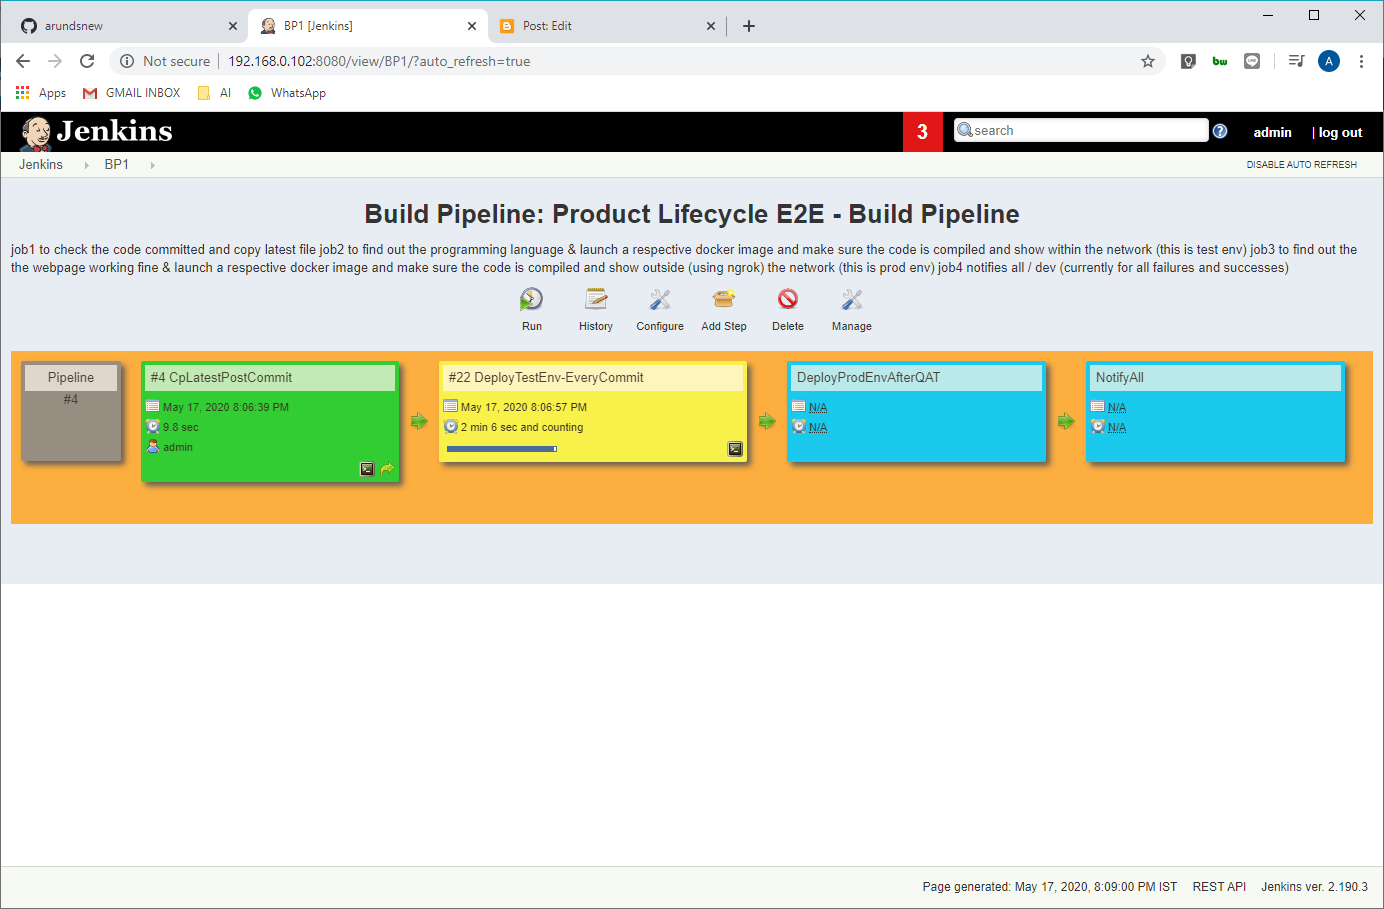 arundsnew
BP1 [Jenkins]
Post: Edit
Not secure
192.168.0.102:8080/view/BP1/?auto_refresh=true
bw
A
Apps
GMAIL INBOX
AI
WhatsApp
Jenkins
3
search
admin
| log out
Jenkins
BP1
DISABLE AUTO REFRESH
Build Pipeline: Product Lifecycle E2E - Build Pipeline
job1 to check the code committed and copy latest file job2 to find out the programming language & launch a respective docker image and make sure the code is compiled and show within the network (this is test env) job3 to find out the
the webpage working fine & launch a respective docker image and make sure the code is compiled and show outside (using ngrok) the network (this is prod env) job4 notifies all / dev (currently for all failures and successes)
Run
History
Configure
Add Step
Delete
Manage
Pipeline
#4
#4 CpLatestPostCommit
May 17, 2020 8:06:39 PM
9.8 sec
admin
#22 DeployTestEnv-EveryCommit
May 17, 2020 8:06:57 PM
2 min 6 sec and counting
DeployProdEnvAfterQAT
N/A
N/A
NotifyAll
N/A
N/A
Page generated: May 17, 2020, 8:09:00 PM IST
REST API
Jenkins ver. 2.190.3